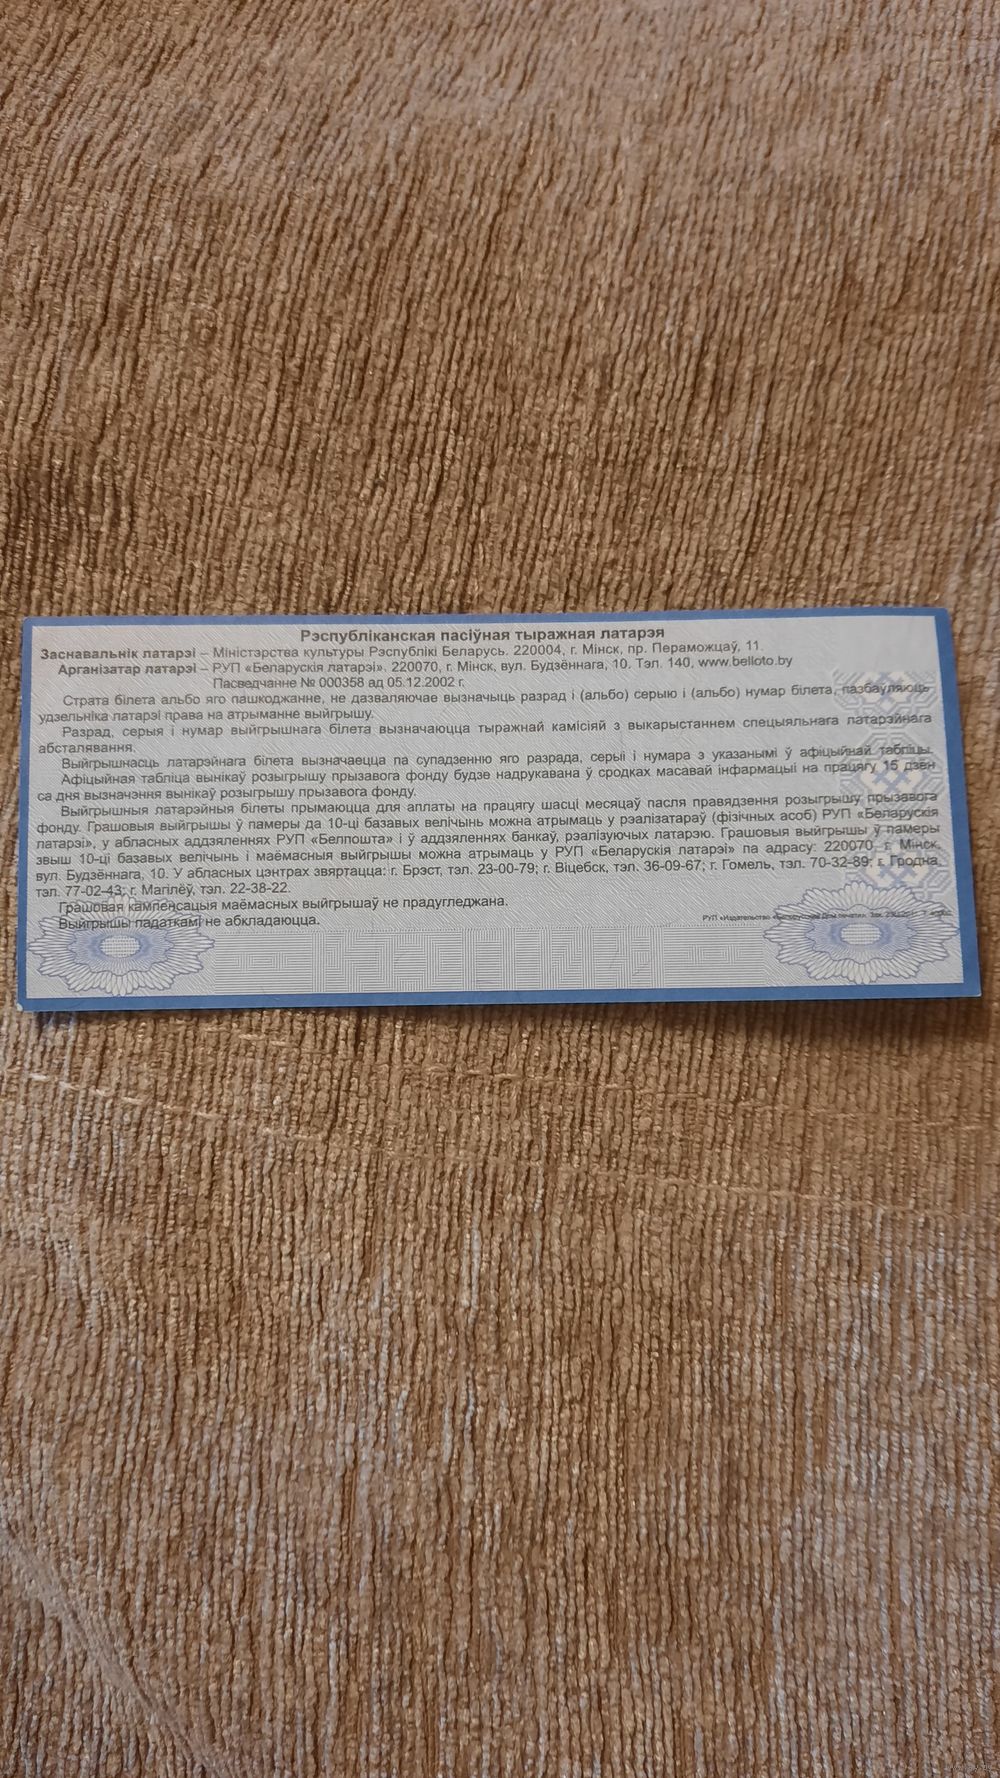 Рэспубліканская пасіўная тыражная латарэя
Заснавальнік латарэі – Міністэрства культуры Рэспублікі Беларусь. 220004, г. Мінск, пр. Пераможцаў, 11.
Арганізатар латарэі – РУП «Беларускія латарэі». 220070, г. Мінск, вул. Будзённага, 10. Тэл. 140, www.belloto.by
Пасведчанне № 000358 ад 05.12.2002 г.
Страта білета альбо яго пашкоджанне, не дазваляючае вызначыць разрад і (альбо) серыю і (альбо) нумар білета, пазбаўляюць
удзельніка латарэі права на атрыманне выйгрышу.
Разрад, серыя і нумар выйгрышнага білета вызначаюцца тыражнай камісіяй з выкарыстаннем спецыяльнага латарэйнага
абсталявання.
Выйгрышнасць латарэйнага білета вызначаецца па супадзенню яго разрада, серыі і нумара з указанымі ў афіцыйнай табліцы.
Афіцыйная табліца вынікаў розыгрышу прызавога фонду будзе надрукавана ў сродках масавай інфармацыі на працягу 15 дзён
са дня вызначэння вынікаў розыгрышу прызавога фонду.
Выйгрышныя латарэйныя білеты прымаюцца для аплаты на працягу шасці месяцаў пасля правядзення розыгрышу прызавога
фонду. Грашовыя выйгрышы ў памеры да 10-ці базавых велічынь можна атрымаць у рэалізатараў (фізічных асоб) РУП «Беларускія
латарэі», у абласных аддзяленнях РУП «Белпошта» і ў аддзяленнях банкаў, рэалізуючых латарэю. Грашовыя выйгрышы ў памеры
звыш 10-ці базавых велічынь і маёмасныя выйгрышы можна атрымаць у РУП «Беларускія латарэі» па адрасу: 220070, г. Мінск,
вул. Будзённага, 10. У абласных цэнтрах звяртацца: г. Брэст, тэл. 23-00-79; г. Віцебск, тэл. 36-09-67; г. Гомель, тэл. 70-32-89; г. Гродна,
тэл. 77-02-43; г. Магілёў, тэл. 22-38-22.
Грашовая кампенсацыя маёмасных выйгрышаў не прадугледжана.
Выйгрышы падаткамі не абкладаюцца.
РУП «Издательство «Белорусский Дом печати». Зак.